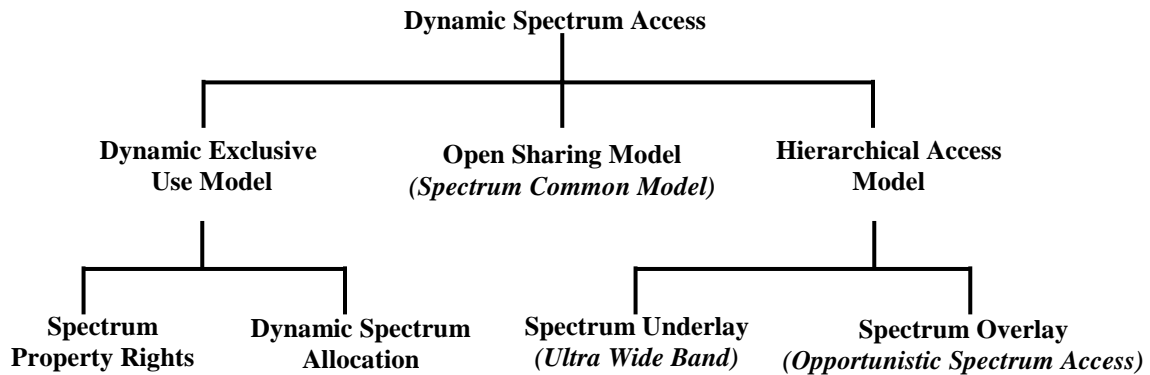 Dynamic Spectrum Access
Dynamic Exclusive
Use Model
Open Sharing Model
(Spectrum Common Model)
Hierarchical Access
Model
Spectrum
Property Rights
Dynamic Spectrum
Allocation
Spectrum Underlay
(Ultra Wide Band)
Spectrum Overlay
(Opportunistic Spectrum Access)